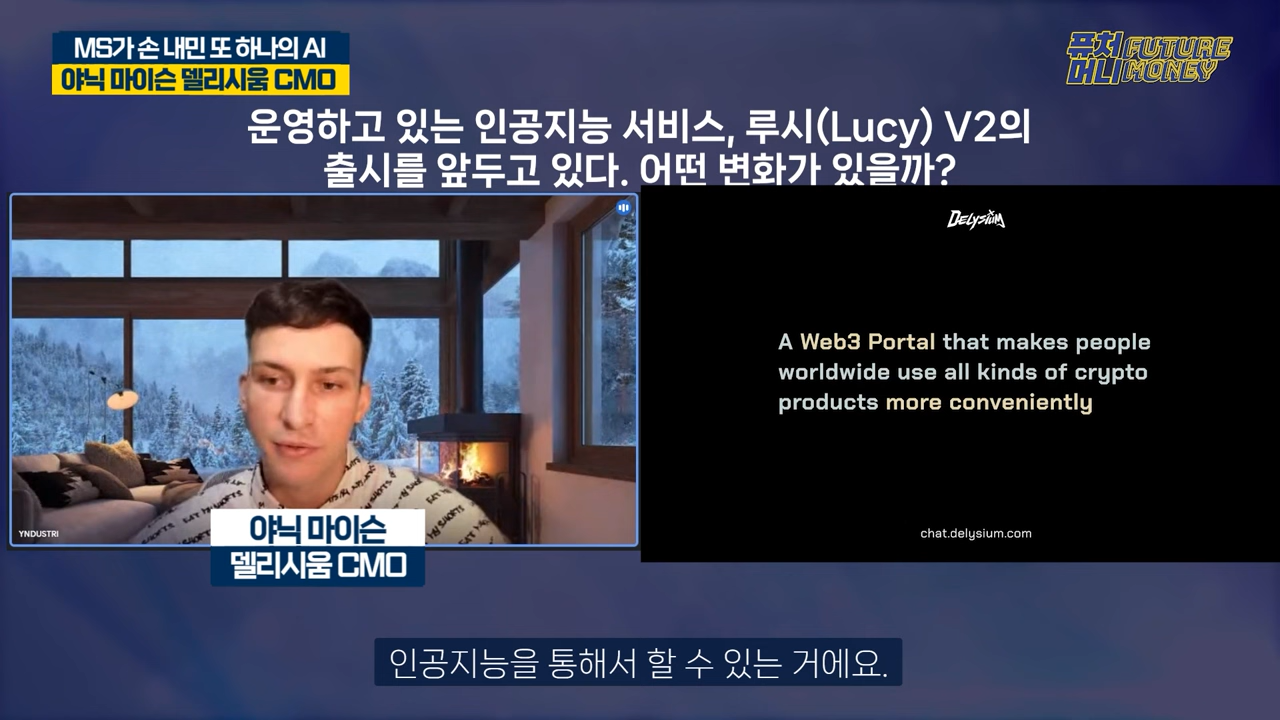 MS가 손 내민 또 하나의 AI
야닉 마이슨 델리시움 CMO
퓨처 FUTURE
머니 MONEY
운영하고 있는 인공지능 서비스, 루시(Lucy) V2의
출시를 앞두고 있다. 어떤 변화가 있을까?
DELYSIUM
A Web3 Portal that makes people
worldwide use all kinds of crypto
products more conveniently
chat.delysium.com
YNDUSTRI
야닉 마이슨
델리시움 CMO
인공지능을 통해서 할 수 있는 거에요.